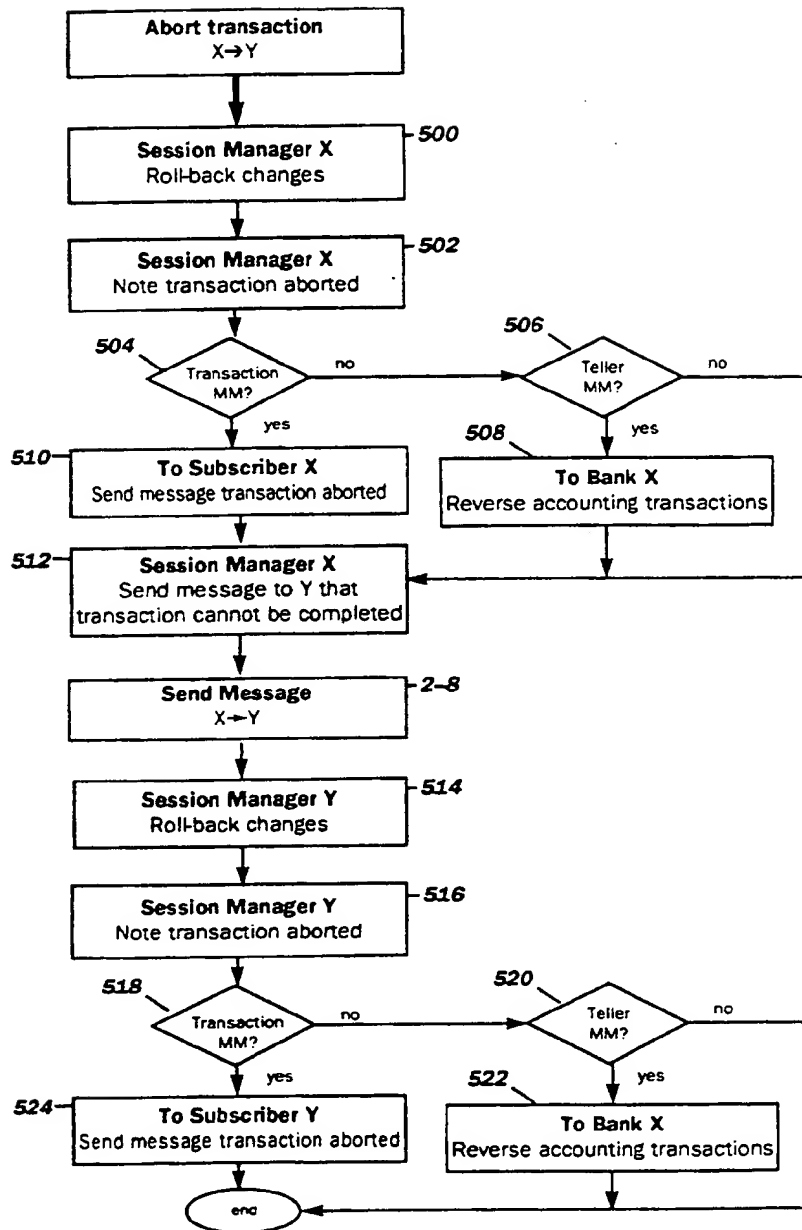 Abort transaction
X→Y
500
Session Manager X
Roll-back changes
502
Session Manager X
Note transaction aborted
504
Transaction
MM?
no
yes
506
Teller
MM?
no
yes
510
To Subscriber X
Send message transaction aborted
508
To Bank X
Reverse accounting transactions
512
Session Manager X
Send message to Y that
transaction cannot be completed
2-8
Send Message
X→Y
514
Session Manager Y
Roll-back changes
516
Session Manager Y
Note transaction aborted
518
Transaction
MM?
no
yes
520
Teller
MM?
no
yes
524
To Subscriber Y
Send message transaction aborted
522
To Bank X
Reverse accounting transactions
end